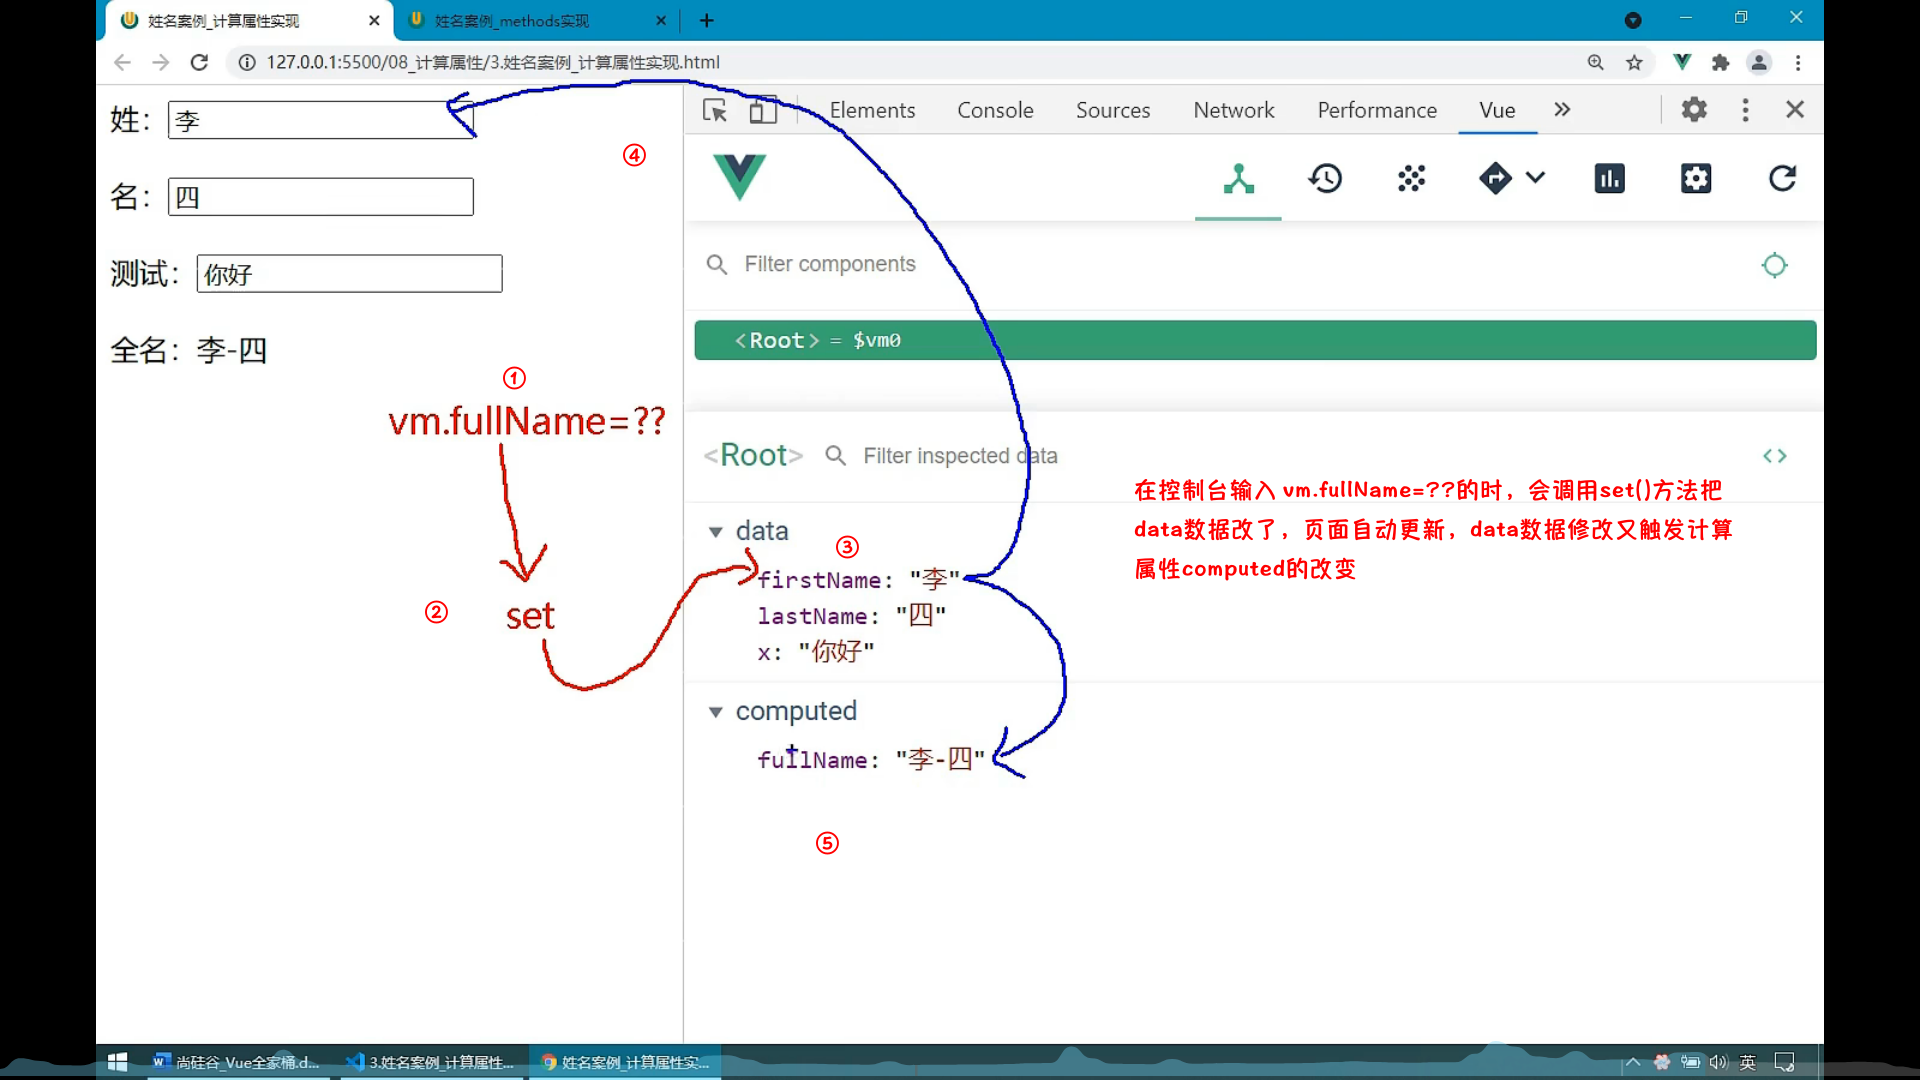 姓名案例_计算属性实现
姓名案例_methods实现
127.0.0.1:5500/08_计算属性/3.姓名案例_计算属性实现.html
姓：李
④
名：四
测试：你好
全名：李-四
①
vm.fullName=??
②
set
Elements Console Sources Network Performance Vue
Filter components
<Root> = $vm0
<Root> Filter inspected data
在控制台输入 vm.fullName=??的时，会调用set()方法把
data数据改了，页面自动更新，data数据修改又触发计算
属性computed的改变
data
③
firstName: "李"
lastName: "四"
x: "你好"
computed
fullName: "李-四"
⑤
尚硅谷_Vue全家桶.d...
3.姓名案例_计算属性...
姓名案例_计算属性实...
英